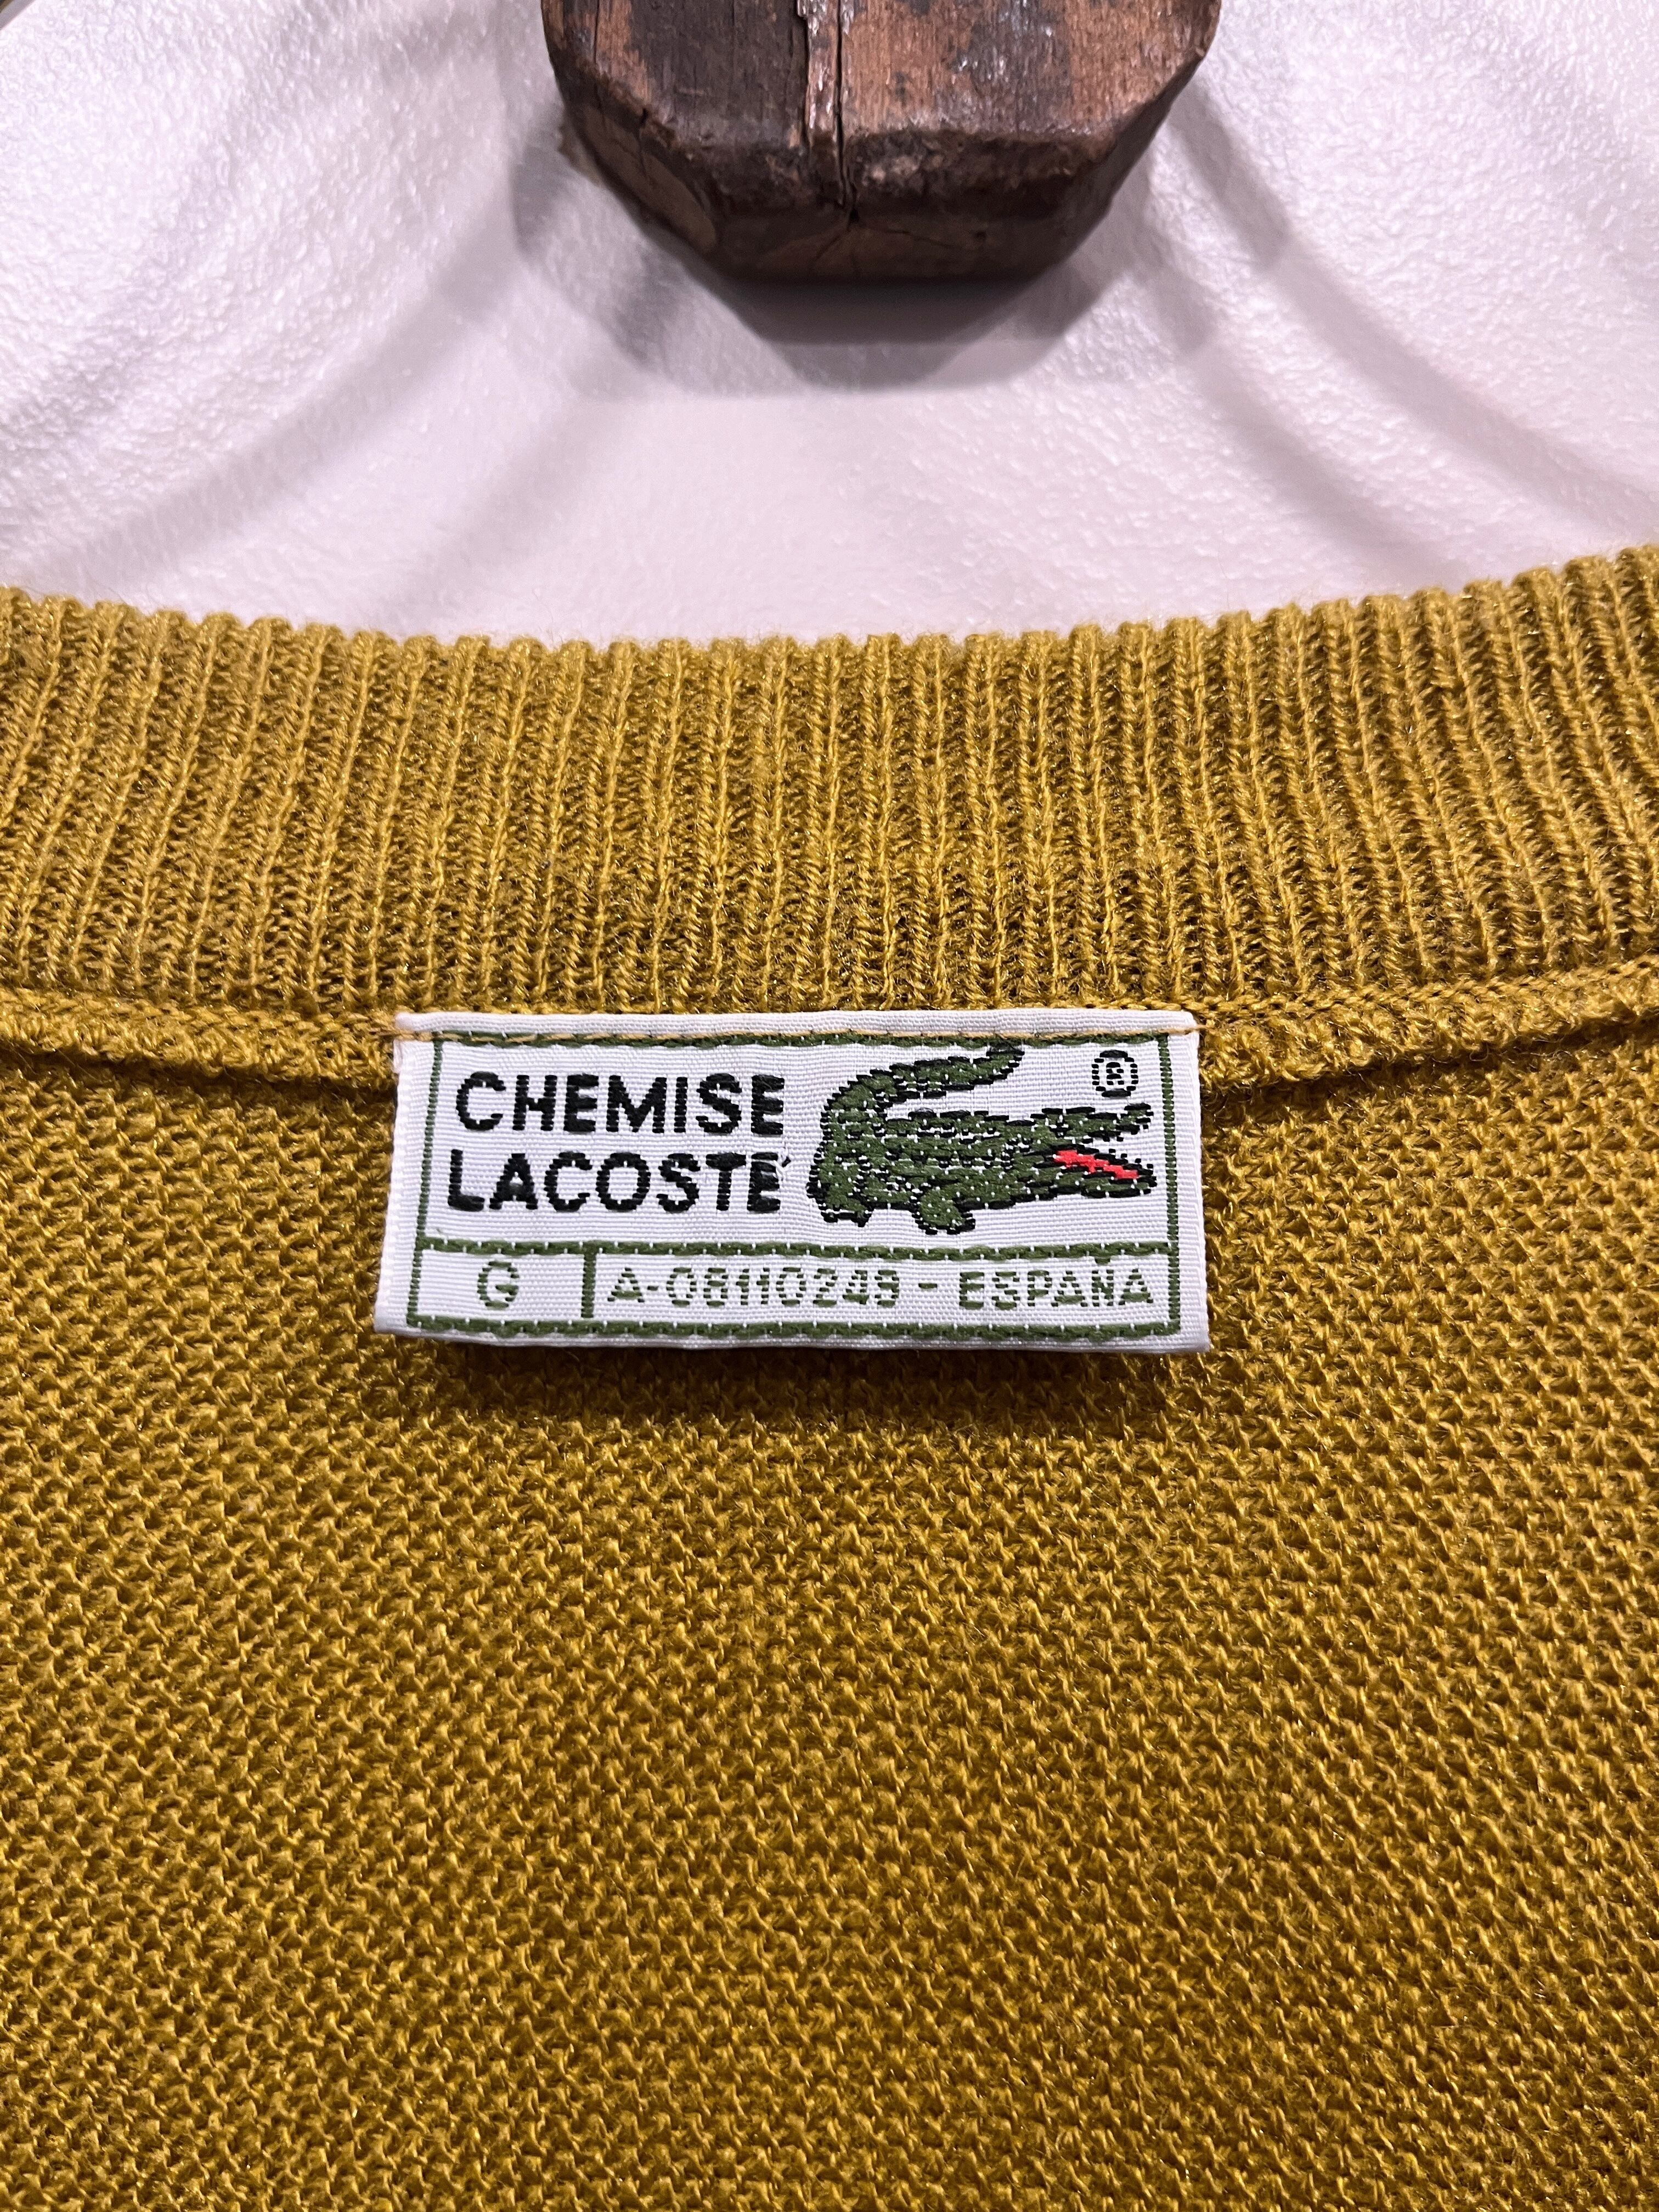 CHEMISE
LACOSTE
®
G A-08110249 - ESPAÑA